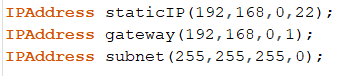 IPAddress staticIP(192,168,0,22);
IPAddress gateway(192,168,0,1);
IPAddress subnet(255,255,255,0);